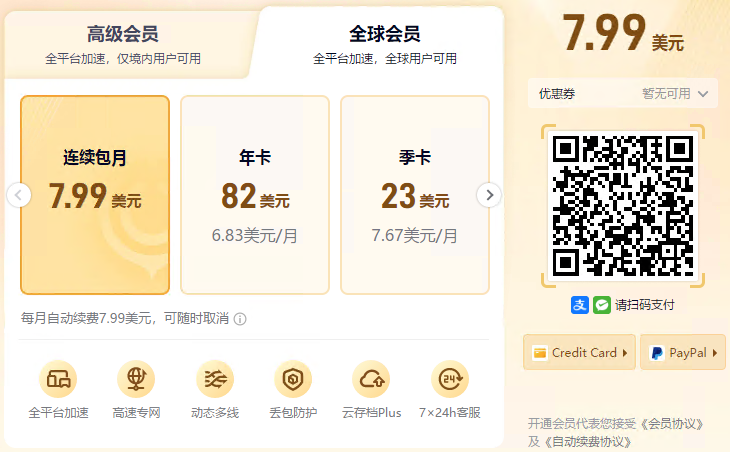 高级会员
全平台加速，仅境内用户可用
全球会员
全平台加速，全球用户可用
连续包月
7.99 美元
年卡
82 美元
6.83美元/月
季卡
23 美元
7.67美元/月
每月自动续费7.99美元，可随时取消
全平台加速
高速专网
动态多线
丢包防护
云存档Plus
24
7×24h客服
7.99 美元
优惠券
暂无可用
支
请扫码支付
Credit Card
PayPal
开通会员代表您接受《会员协议》
及《自动续费协议》